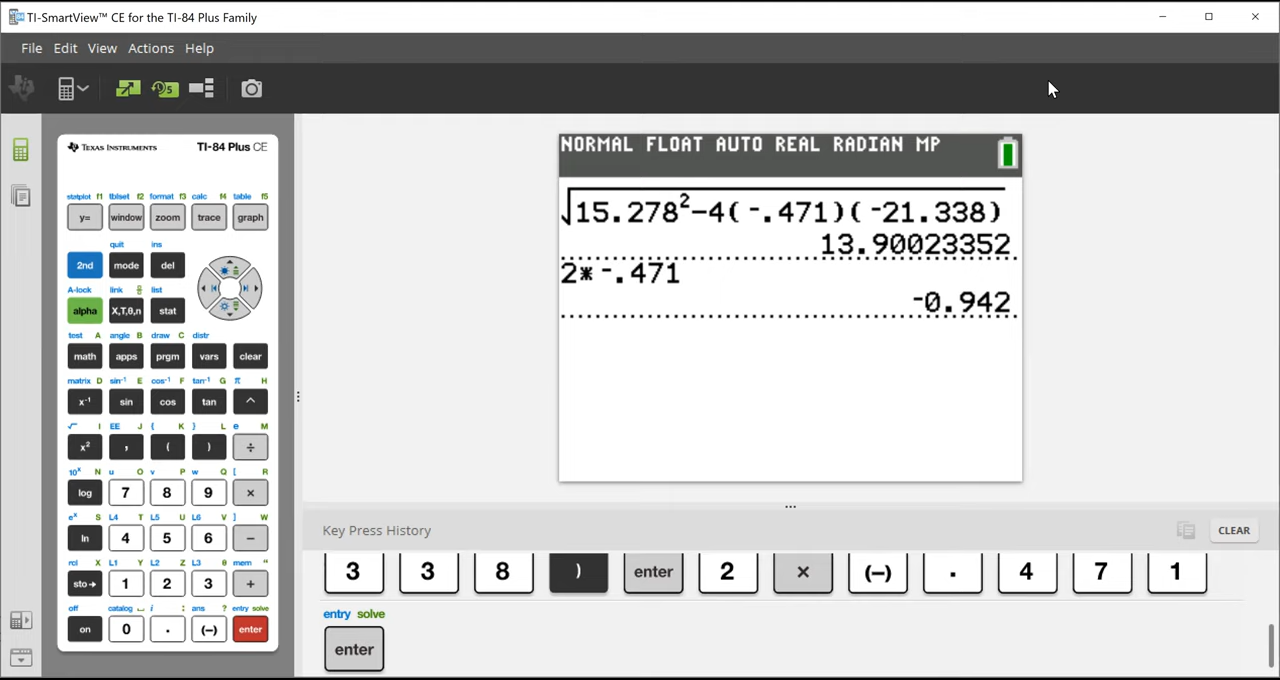 TI-SmartView™ CE for the TI-84 Plus Family
File Edit View Actions Help
TEXAS INSTRUMENTS TI-84 Plus CE
statplot f1 tblset f2 format f3 calc f4 table f5
y= window zoom trace graph
quit ins
2nd mode del
A-lock link list
alpha X,T,θ,n stat
test A angle B draw C distr
math apps prgm vars clear
matrix D sin⁻¹ E cos⁻¹ F tan⁻¹ G π H
x⁻¹ sin cos tan ^
√ I EE J { K } L e M
x² , ( ) ÷
10ˣ N u O v P w Q [ R
log 7 8 9 ×
eˣ S L4 T L5 U L6 V ] W
ln 4 5 6 −
rcl X L1 Y L2 Z L3 θ mem "
sto→ 1 2 3 +
off catalog i : ans ? entry solve
on 0 . (−) enter
NORMAL FLOAT AUTO REAL RADIAN MP
√15.278²−4(-.471)(-21.338)
13.90023352
2*-.471
-0.942
Key Press History CLEAR
3 3 8 ) enter 2 × (−) . 4 7 1
entry solve
enter